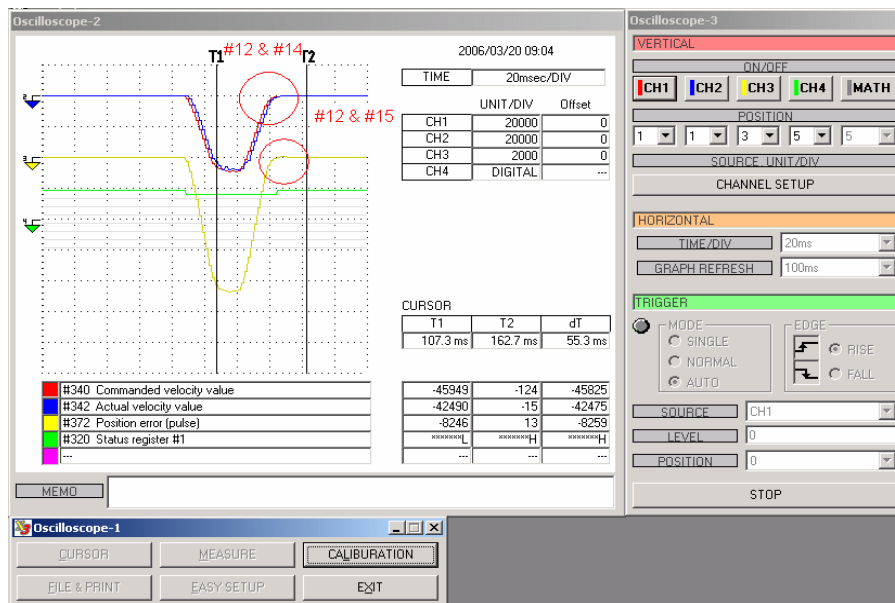 Oscilloscope-2
T1
#12 & #14
T2
#12 & #15
2006/03/20 09:04
TIME 20msec/DIV
UNIT/DIV Offset
CH1 20000 0
CH2 20000 0
CH3 2000 0
CH4 DIGITAL ---
CURSOR
T1 T2 dT
107.3 ms 162.7 ms 55.3 ms
#340 Commanded velocity value -45949 -124 -45825
#342 Actual velocity value -42490 -15 -42475
#372 Position error (pulse) -8246 13 -8259
#320 Status register #1 *******L *******H *******H
--- --- --- ---
MEMO
Oscilloscope-3
VERTICAL
ON/OFF
CH1 CH2 CH3 CH4 MATH
POSITION
1 1 3 5 5
SOURCE, UNIT/DIV
CHANNEL SETUP
HORIZONTAL
TIME/DIV 20ms
GRAPH REFRESH 100ms
TRIGGER
MODE
SINGLE
NORMAL
AUTO
EDGE
RISE
FALL
SOURCE CH1
LEVEL 0
POSITION 0
STOP
Oscilloscope-1
CURSOR MEASURE CALIBURATION
FILE & PRINT EASY SETUP EXIT